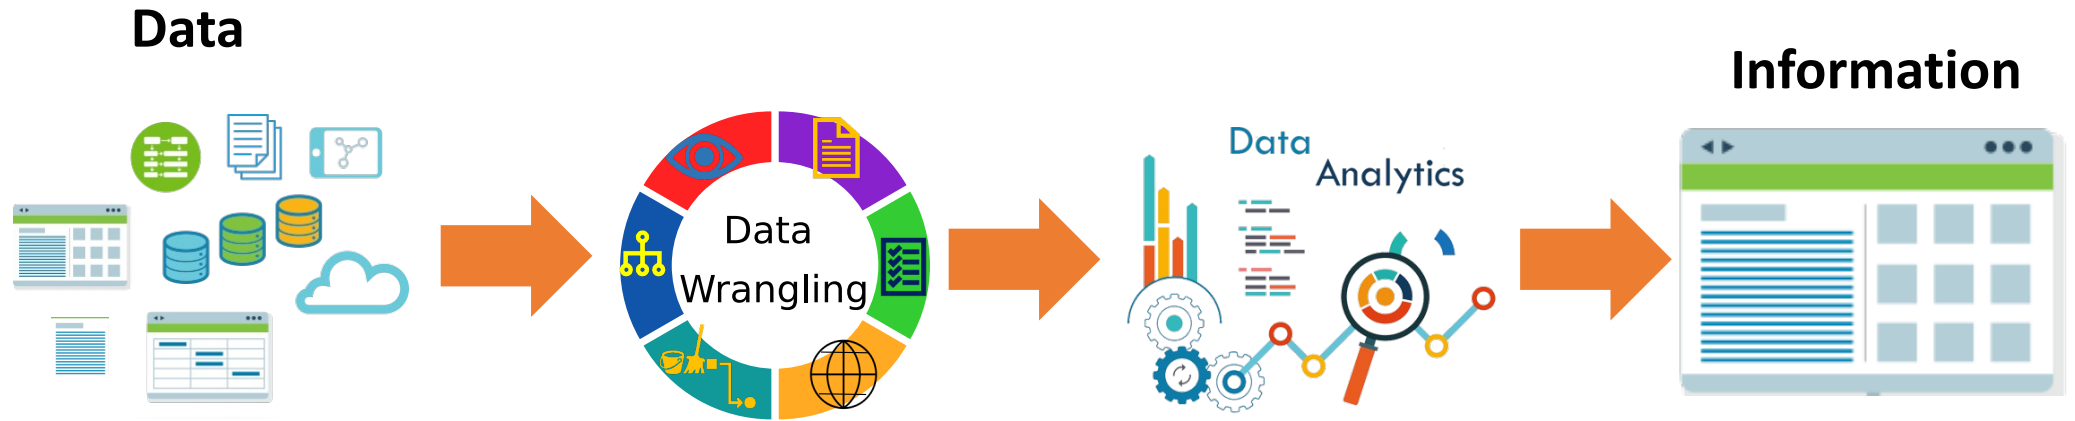 Data
Data
Wrangling
Data
Analytics
Information